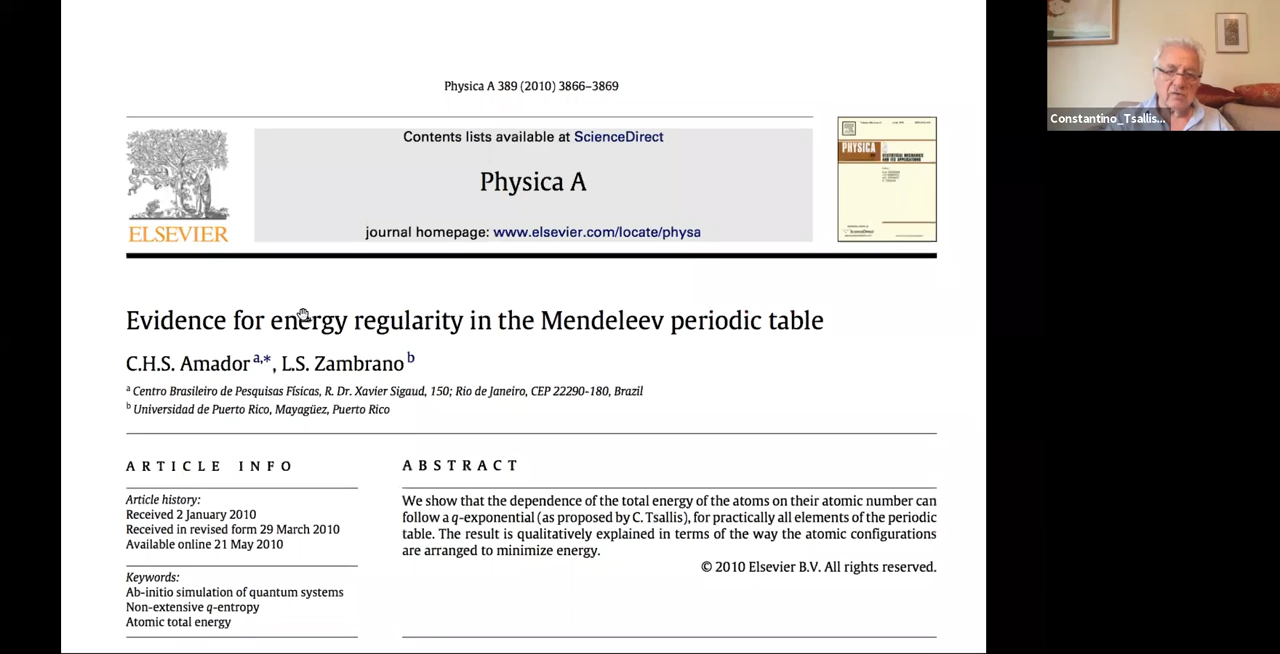 Physica A 389 (2010) 3866–3869
Contents lists available at ScienceDirect
Physica A
journal homepage: www.elsevier.com/locate/physa
ELSEVIER
PHYSICA
Constantino_Tsallis...
Evidence for energy regularity in the Mendeleev periodic table
C.H.S. Amador a,*, L.S. Zambrano b
a Centro Brasileiro de Pesquisas Físicas, R. Dr. Xavier Sigaud, 150; Rio de Janeiro, CEP 22290-180, Brazil
b Universidad de Puerto Rico, Mayagüez, Puerto Rico
ARTICLE INFO
Article history:
Received 2 January 2010
Received in revised form 29 March 2010
Available online 21 May 2010
Keywords:
Ab-initio simulation of quantum systems
Non-extensive q-entropy
Atomic total energy
ABSTRACT
We show that the dependence of the total energy of the atoms on their atomic number can
follow a q-exponential (as proposed by C. Tsallis), for practically all elements of the periodic
table. The result is qualitatively explained in terms of the way the atomic configurations
are arranged to minimize energy.
© 2010 Elsevier B.V. All rights reserved.